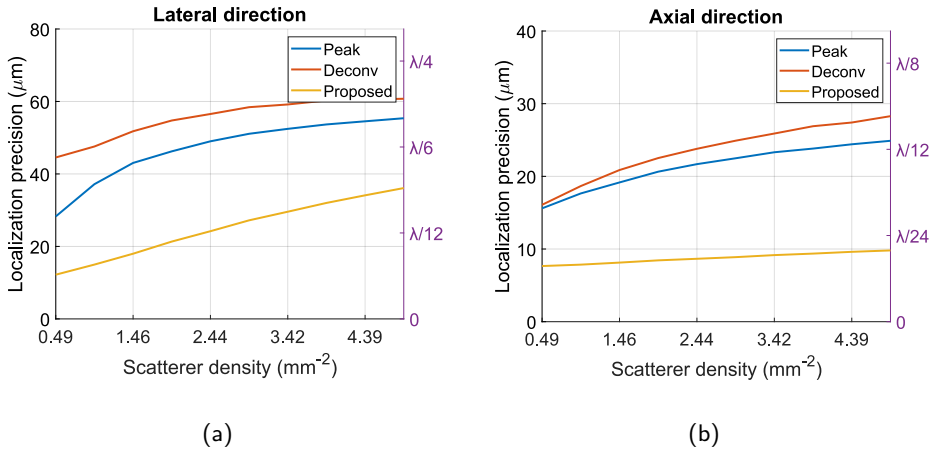 Lateral direction
80
60
40
20
0
Localization precision (μm)
Peak
Deconv
Proposed
λ/4
λ/6
λ/12
0
0.49 1.46 2.44 3.42 4.39
Scatterer density (mm⁻²)
(a)
Axial direction
40
30
20
10
0
Localization precision (μm)
Peak
Deconv
Proposed
λ/8
λ/12
λ/24
0
0.49 1.46 2.44 3.42 4.39
Scatterer density (mm⁻²)
(b)